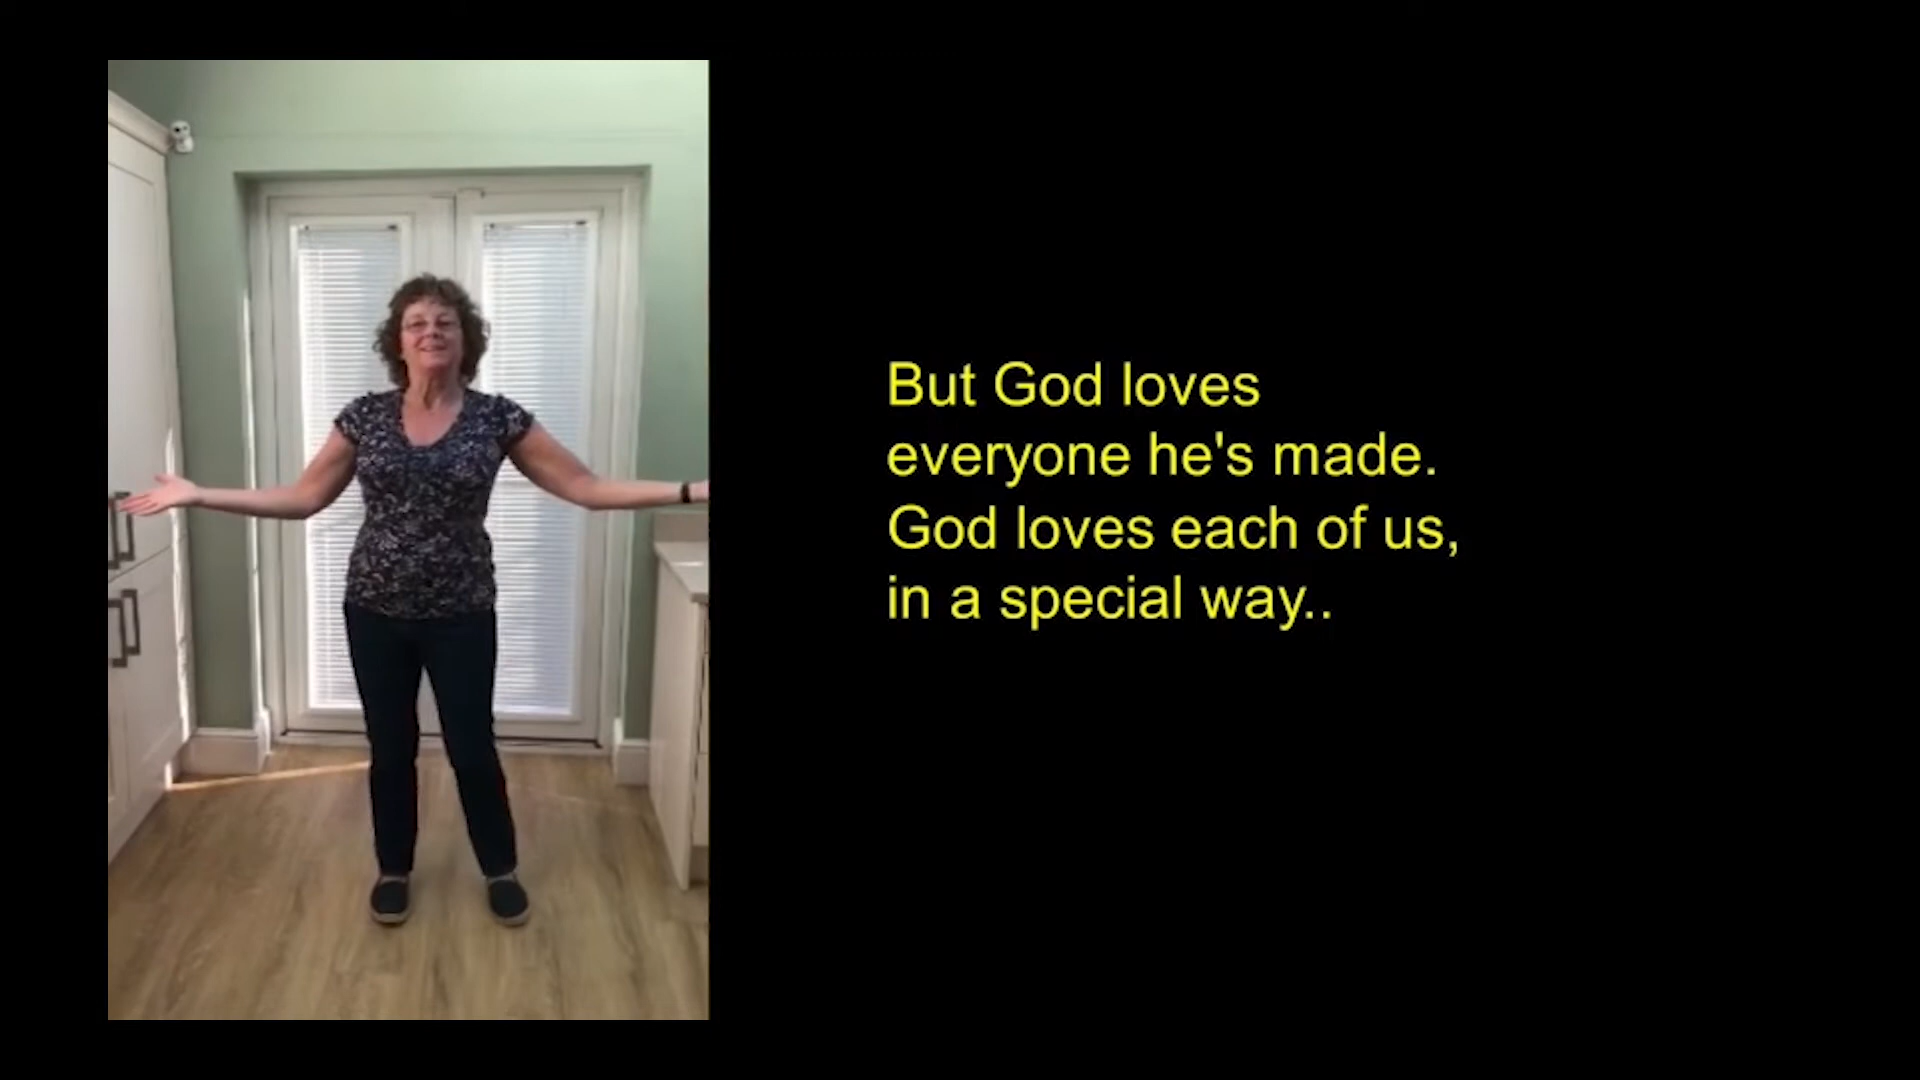 But God loves
everyone he's made.
God loves each of us,
in a special way..